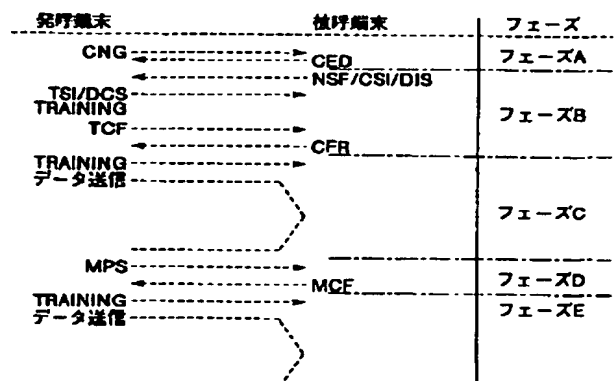 発呼端末 被呼端末 フェーズ
CNG フェーズA
CED
NSF/CSI/DIS
TSI/DCS
TRAINING フェーズB
TCF
CFR
TRAINING
データ送信
フェーズC
MPS
MCF フェーズD
TRAINING フェーズE
データ送信